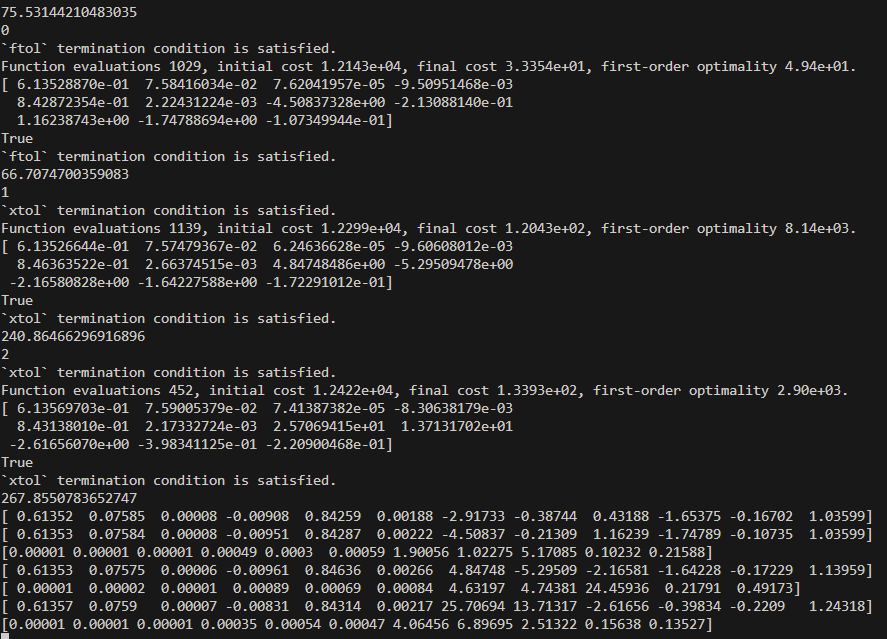 75.53144210483035
0
`ftol` termination condition is satisfied.
Function evaluations 1029, initial cost 1.2143e+04, final cost 3.3354e+01, first-order optimality 4.94e+01.
[ 6.13528870e-01  7.58416034e-02  7.62041957e-05 -9.50951468e-03
  8.42872354e-01  2.22431224e-03 -4.50837328e+00 -2.13088140e-01
  1.16238743e+00 -1.74788694e+00 -1.07349944e-01]
True
`ftol` termination condition is satisfied.
66.7074700359083
1
`xtol` termination condition is satisfied.
Function evaluations 1139, initial cost 1.2299e+04, final cost 1.2043e+02, first-order optimality 8.14e+03.
[ 6.13526644e-01  7.57479367e-02  6.24636628e-05 -9.60608012e-03
  8.46363522e-01  2.66374515e-03  4.84748486e+00 -5.29509478e+00
 -2.16580828e+00 -1.64227588e+00 -1.72291012e-01]
True
`xtol` termination condition is satisfied.
240.86466296916896
2
`xtol` termination condition is satisfied.
Function evaluations 452, initial cost 1.2422e+04, final cost 1.3393e+02, first-order optimality 2.90e+03.
[ 6.13569703e-01  7.59005379e-02  7.41387382e-05 -8.30638179e-03
  8.43138010e-01  2.17332724e-03  2.57069415e+01  1.37131702e+01
 -2.61656070e+00 -3.98341125e-01 -2.20900468e-01]
True
`xtol` termination condition is satisfied.
267.8550783652747
[ 0.61352  0.07585  0.00008 -0.00908  0.84259  0.00188 -2.91733 -0.38744  0.43188 -1.65375 -0.16702  1.03599]
[ 0.61353  0.07584  0.00008 -0.00951  0.84287  0.00222 -4.50837 -0.21309  1.16239 -1.74789 -0.10735  1.03599]
[0.00001 0.00001 0.00001 0.00049 0.0003  0.00059 1.90056 1.02275 5.17085 0.10232 0.21588]
[ 0.61353  0.07575  0.00006 -0.00961  0.84636  0.00266  4.84748 -5.29509 -2.16581 -1.64228 -0.17229  1.13959]
[ 0.00001  0.00002  0.00001  0.00089  0.00069  0.00084  4.63197  4.74381 24.45936  0.21791  0.49173]
[ 0.61357  0.0759   0.00007 -0.00831  0.84314  0.00217 25.70694 13.71317 -2.61656 -0.39834 -0.2209   1.24318]
[0.00001 0.00001 0.00001 0.00035 0.00054 0.00047 4.06456 6.89695 2.51322 0.15638 0.13527]